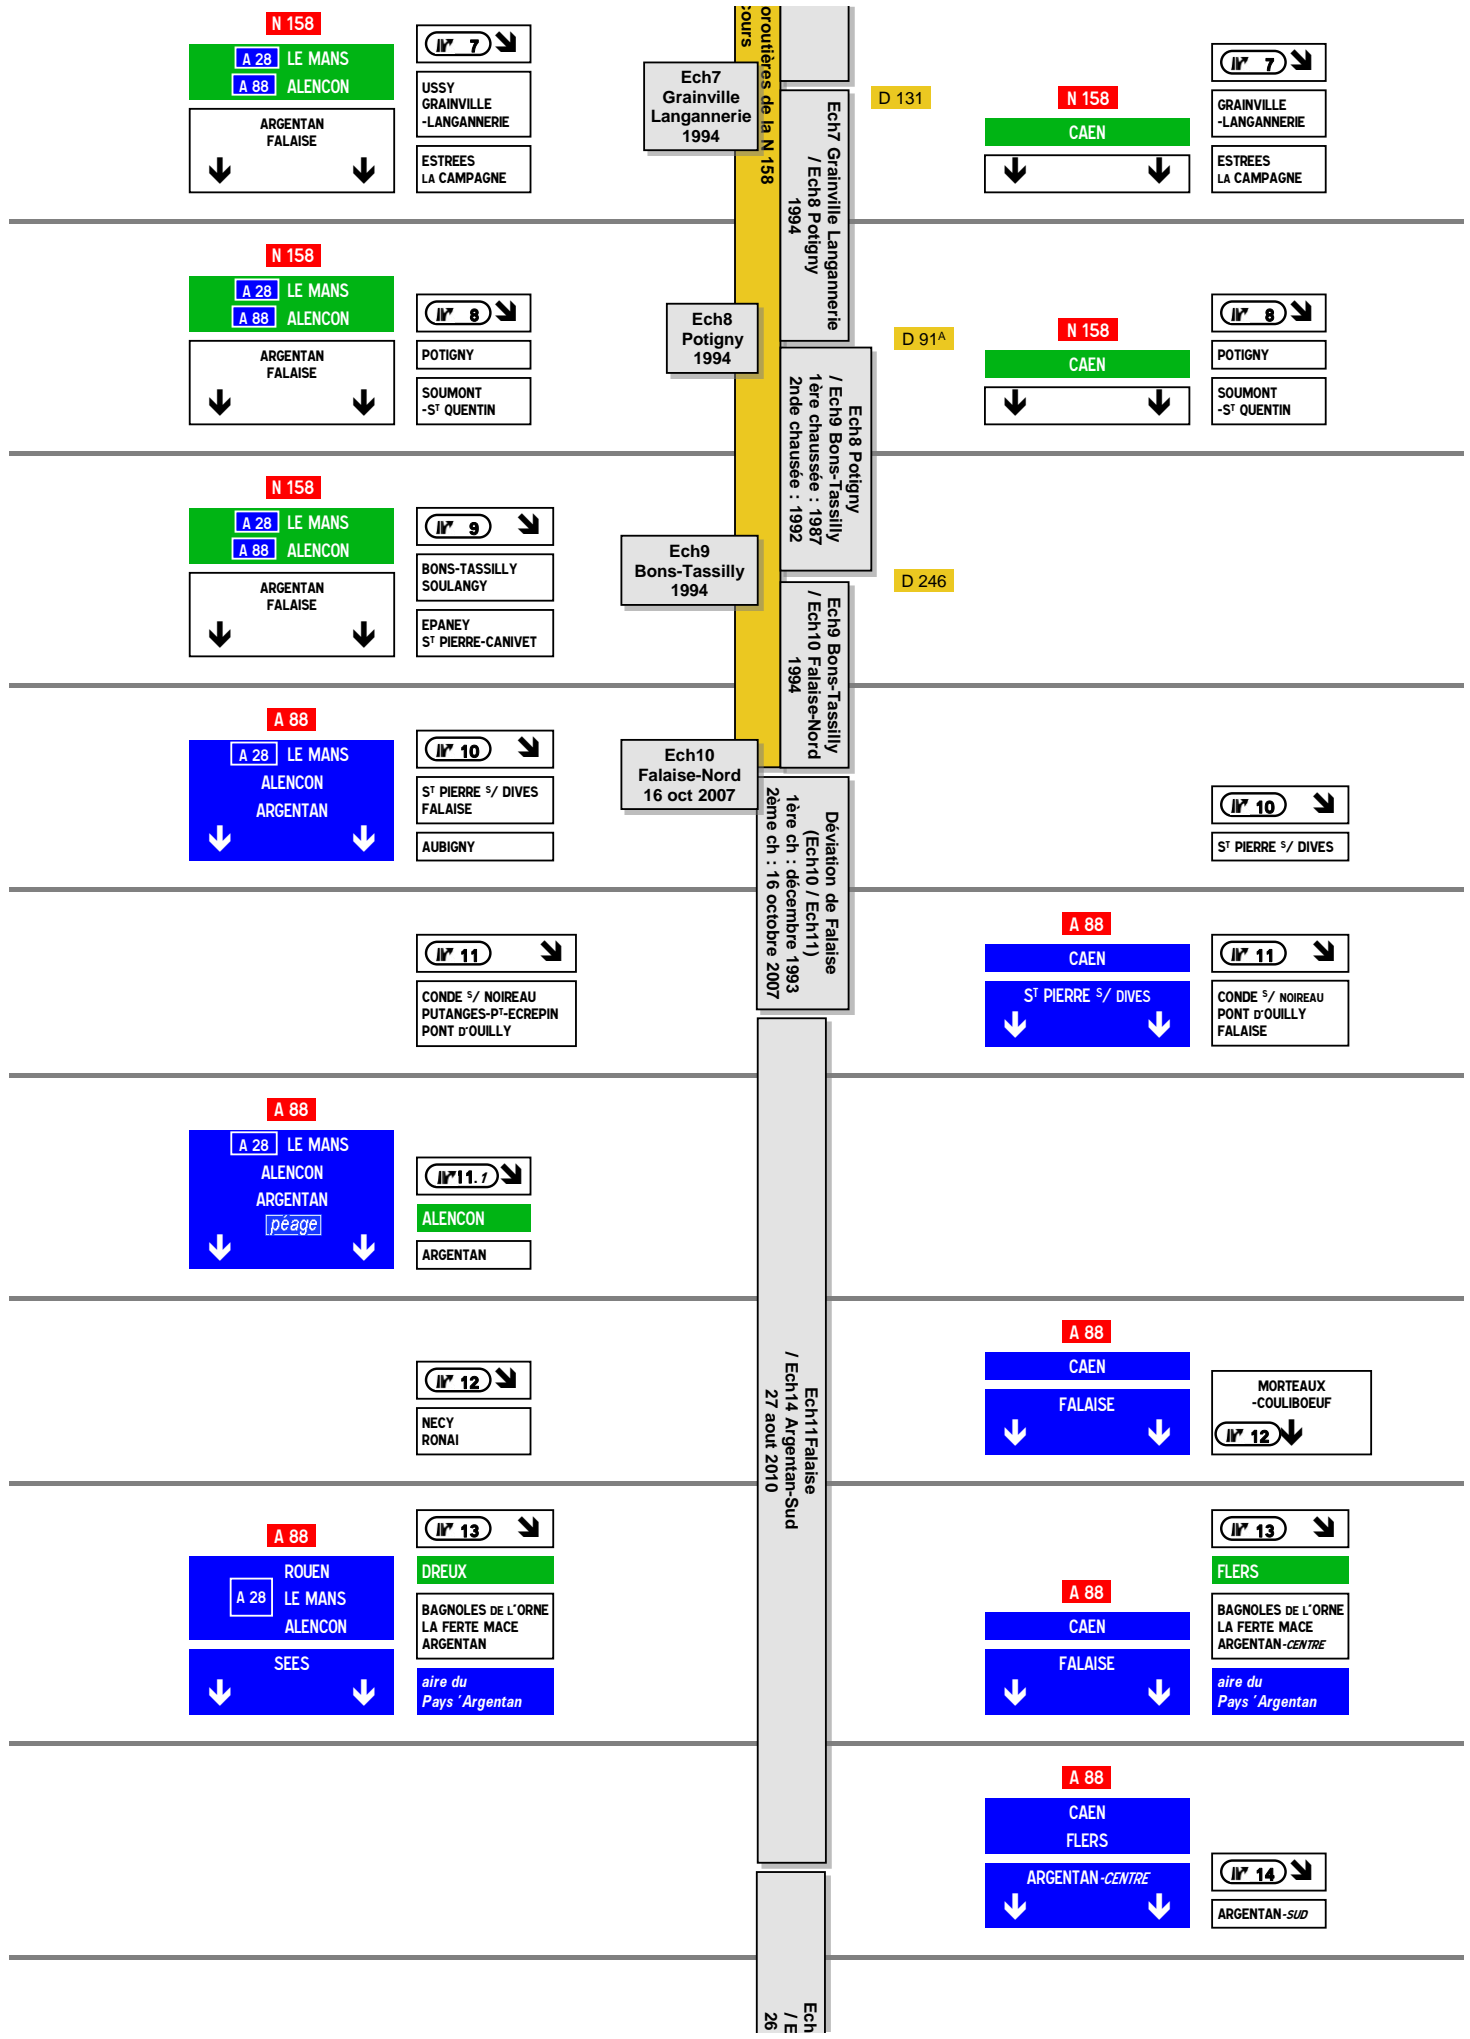 N 158
A 28 LE MANS
A 88 ALENCON
ARGENTAN
FALAISE
7
USSY
GRAINVILLE
-LANGANNERIE
ESTREES
LA CAMPAGNE
oroutières de la N 158
cours
Ech7
Grainville
Langannerie
1994
Ech7 Grainville Langannerie
/ Ech8 Potigny
1994
D 131
N 158
CAEN
7
GRAINVILLE
-LANGANNERIE
ESTREES
LA CAMPAGNE
N 158
A 28 LE MANS
A 88 ALENCON
ARGENTAN
FALAISE
8
POTIGNY
SOUMONT
-ST QUENTIN
Ech8
Potigny
1994
Ech8 Potigny
/ Ech9 Bons-Tassilly
1ère chaussée : 1987
2nde chausée : 1992
D 91A
N 158
CAEN
8
POTIGNY
SOUMONT
-ST QUENTIN
N 158
A 28 LE MANS
A 88 ALENCON
ARGENTAN
FALAISE
9
BONS-TASSILLY
SOULANGY
EPANEY
ST PIERRE-CANIVET
Ech9
Bons-Tassilly
1994
Ech9 Bons-Tassilly
/ Ech10 Falaise-Nord
1994
D 246
A 88
A 28 LE MANS
ALENCON
ARGENTAN
10
ST PIERRE S/ DIVES
FALAISE
AUBIGNY
Ech10
Falaise-Nord
16 oct 2007
Déviation de Falaise
(Ech10 / Ech11)
1ère ch : décembre 1993
2ème ch : 16 octobre 2007
10
ST PIERRE S/ DIVES
11
CONDE S/ NOIREAU
PUTANGES-PT-ECREPIN
PONT D'OUILLY
A 88
CAEN
ST PIERRE S/ DIVES
11
CONDE S/ NOIREAU
PONT D'OUILLY
FALAISE
A 88
A 28 LE MANS
ALENCON
ARGENTAN
péage
11.1
ALENCON
ARGENTAN
Ech11Falaise
/ Ech14 Argentan-Sud
27 aout 2010
12
NECY
RONAI
A 88
CAEN
FALAISE
MORTEAUX
-COULIBOEUF
12
A 88
ROUEN
A 28 LE MANS
ALENCON
SEES
13
DREUX
BAGNOLES DE L'ORNE
LA FERTE MACE
ARGENTAN
aire du
Pays 'Argentan
A 88
CAEN
FALAISE
13
FLERS
BAGNOLES DE L'ORNE
LA FERTE MACE
ARGENTAN-CENTRE
aire du
Pays 'Argentan
A 88
CAEN
FLERS
ARGENTAN-CENTRE
14
ARGENTAN-SUD
Ech
/ E
26